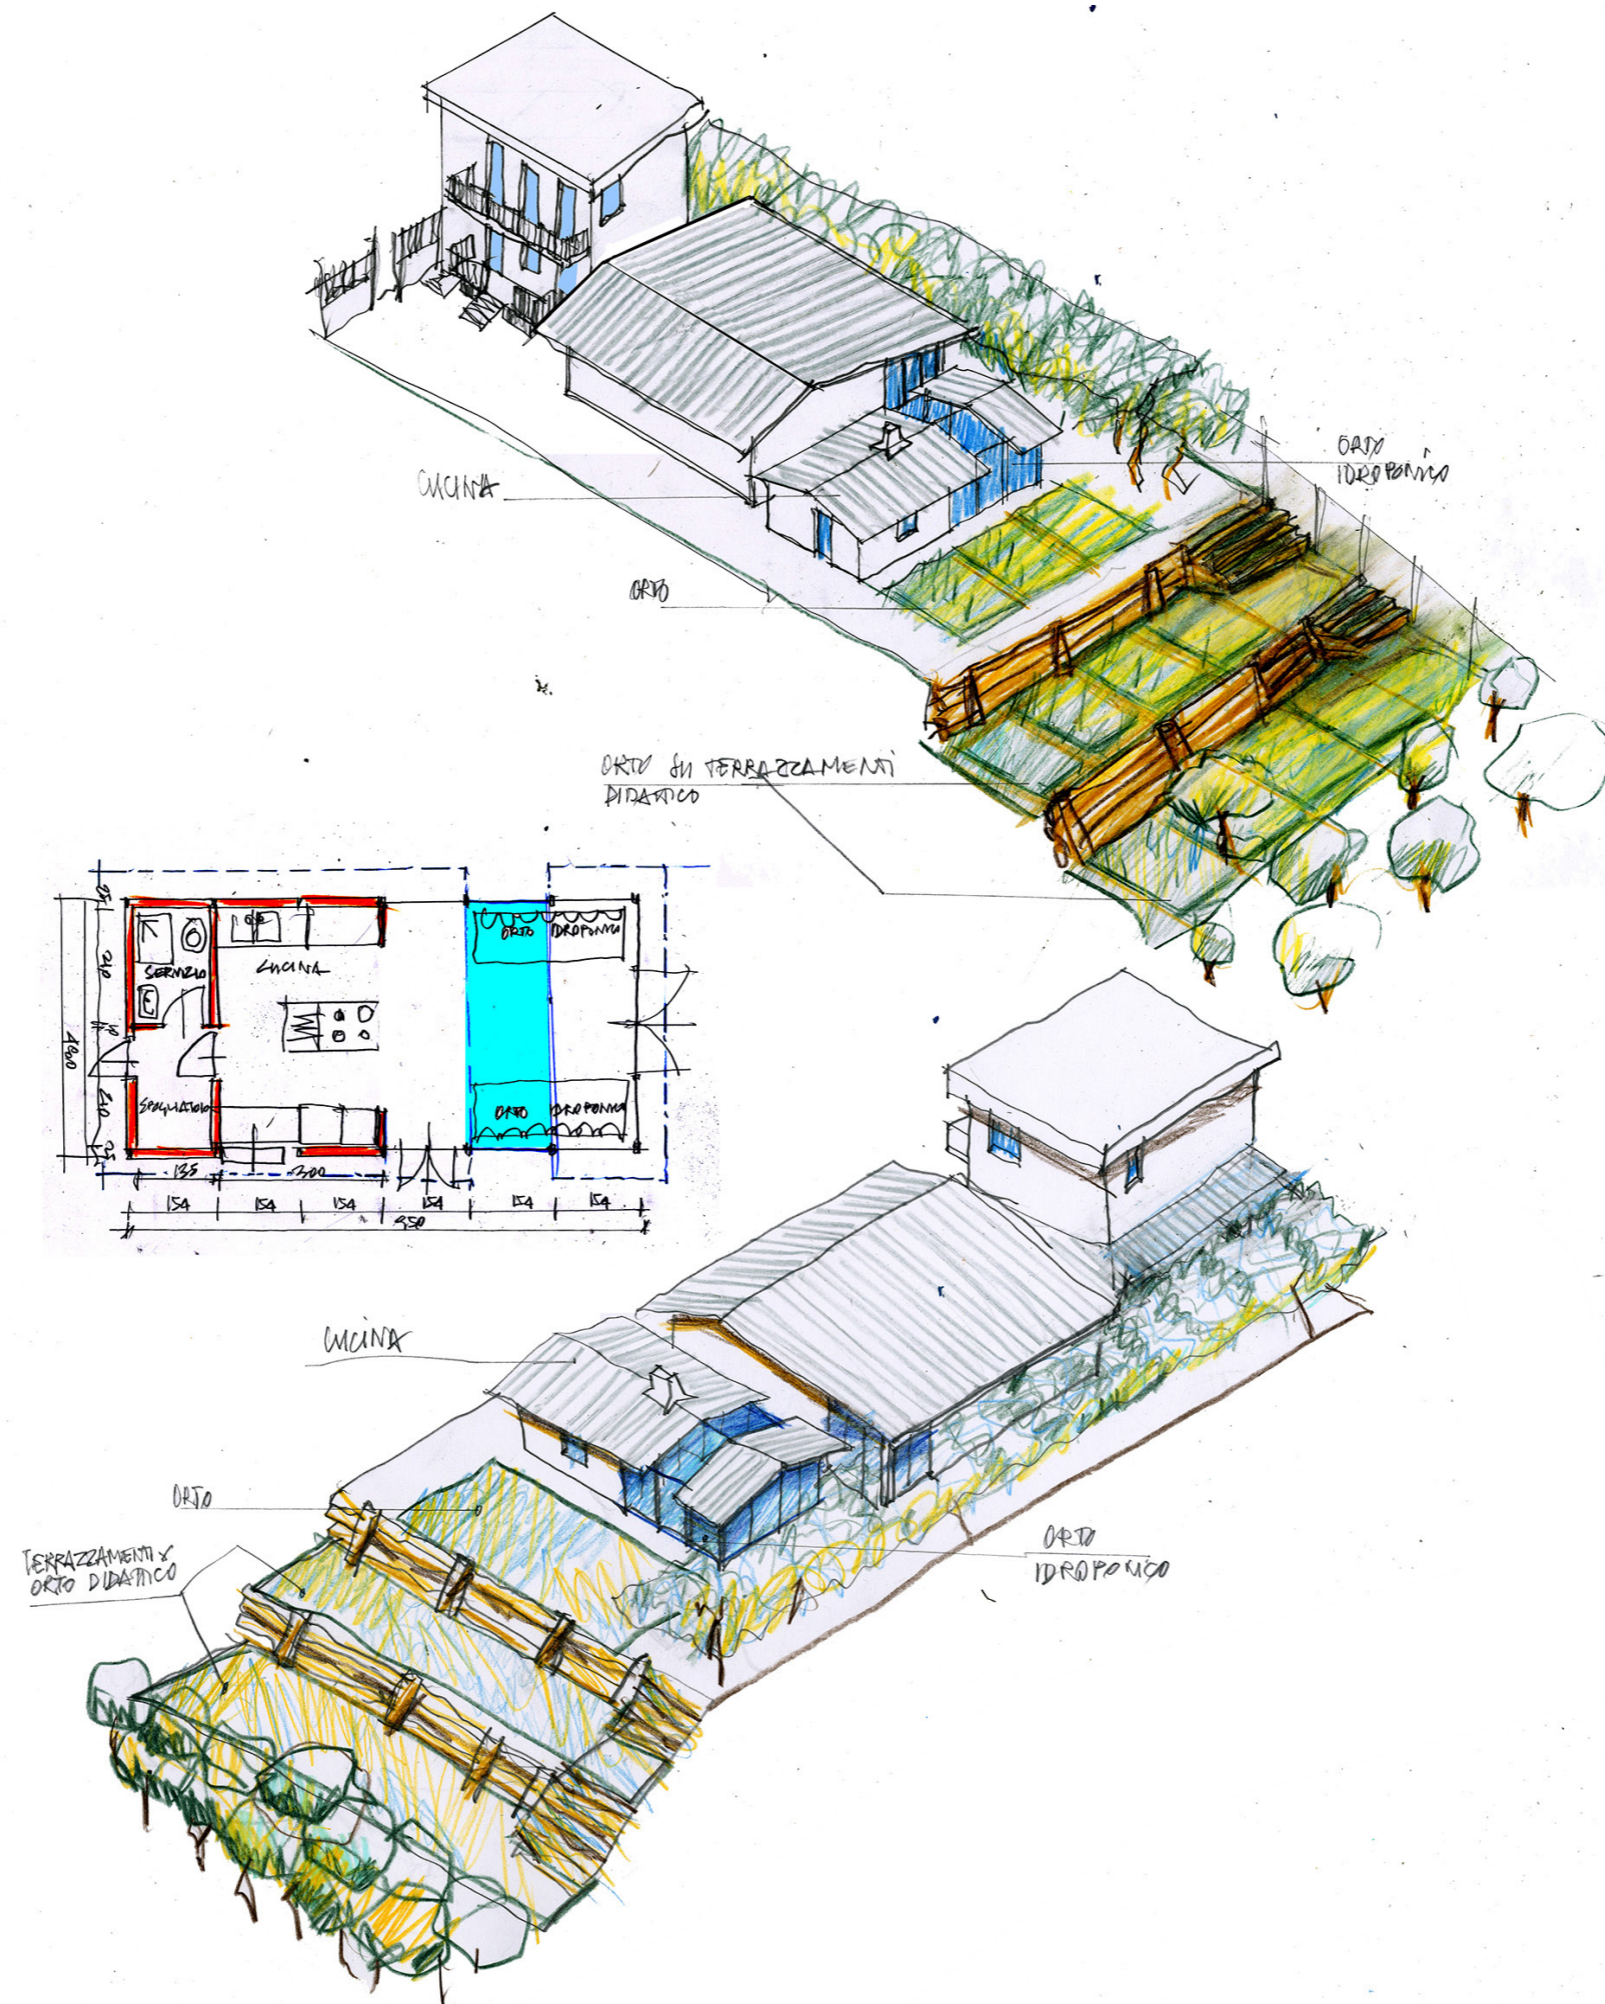 CUCINA
ORTO
IDROPONICO
ORTO
ORTO SU TERRAZZAMENTI
DIDATTICO
SERVIZIO
CUCINA
ORTO IDROPONICO
SPOGLIATOIO
ORTO IDROPONICO
135
300
154
154
154
154
154
154
950
CUCINA
ORTO
TERRAZZAMENTI X
ORTO DIDATTICO
ORTO
IDROPONICO